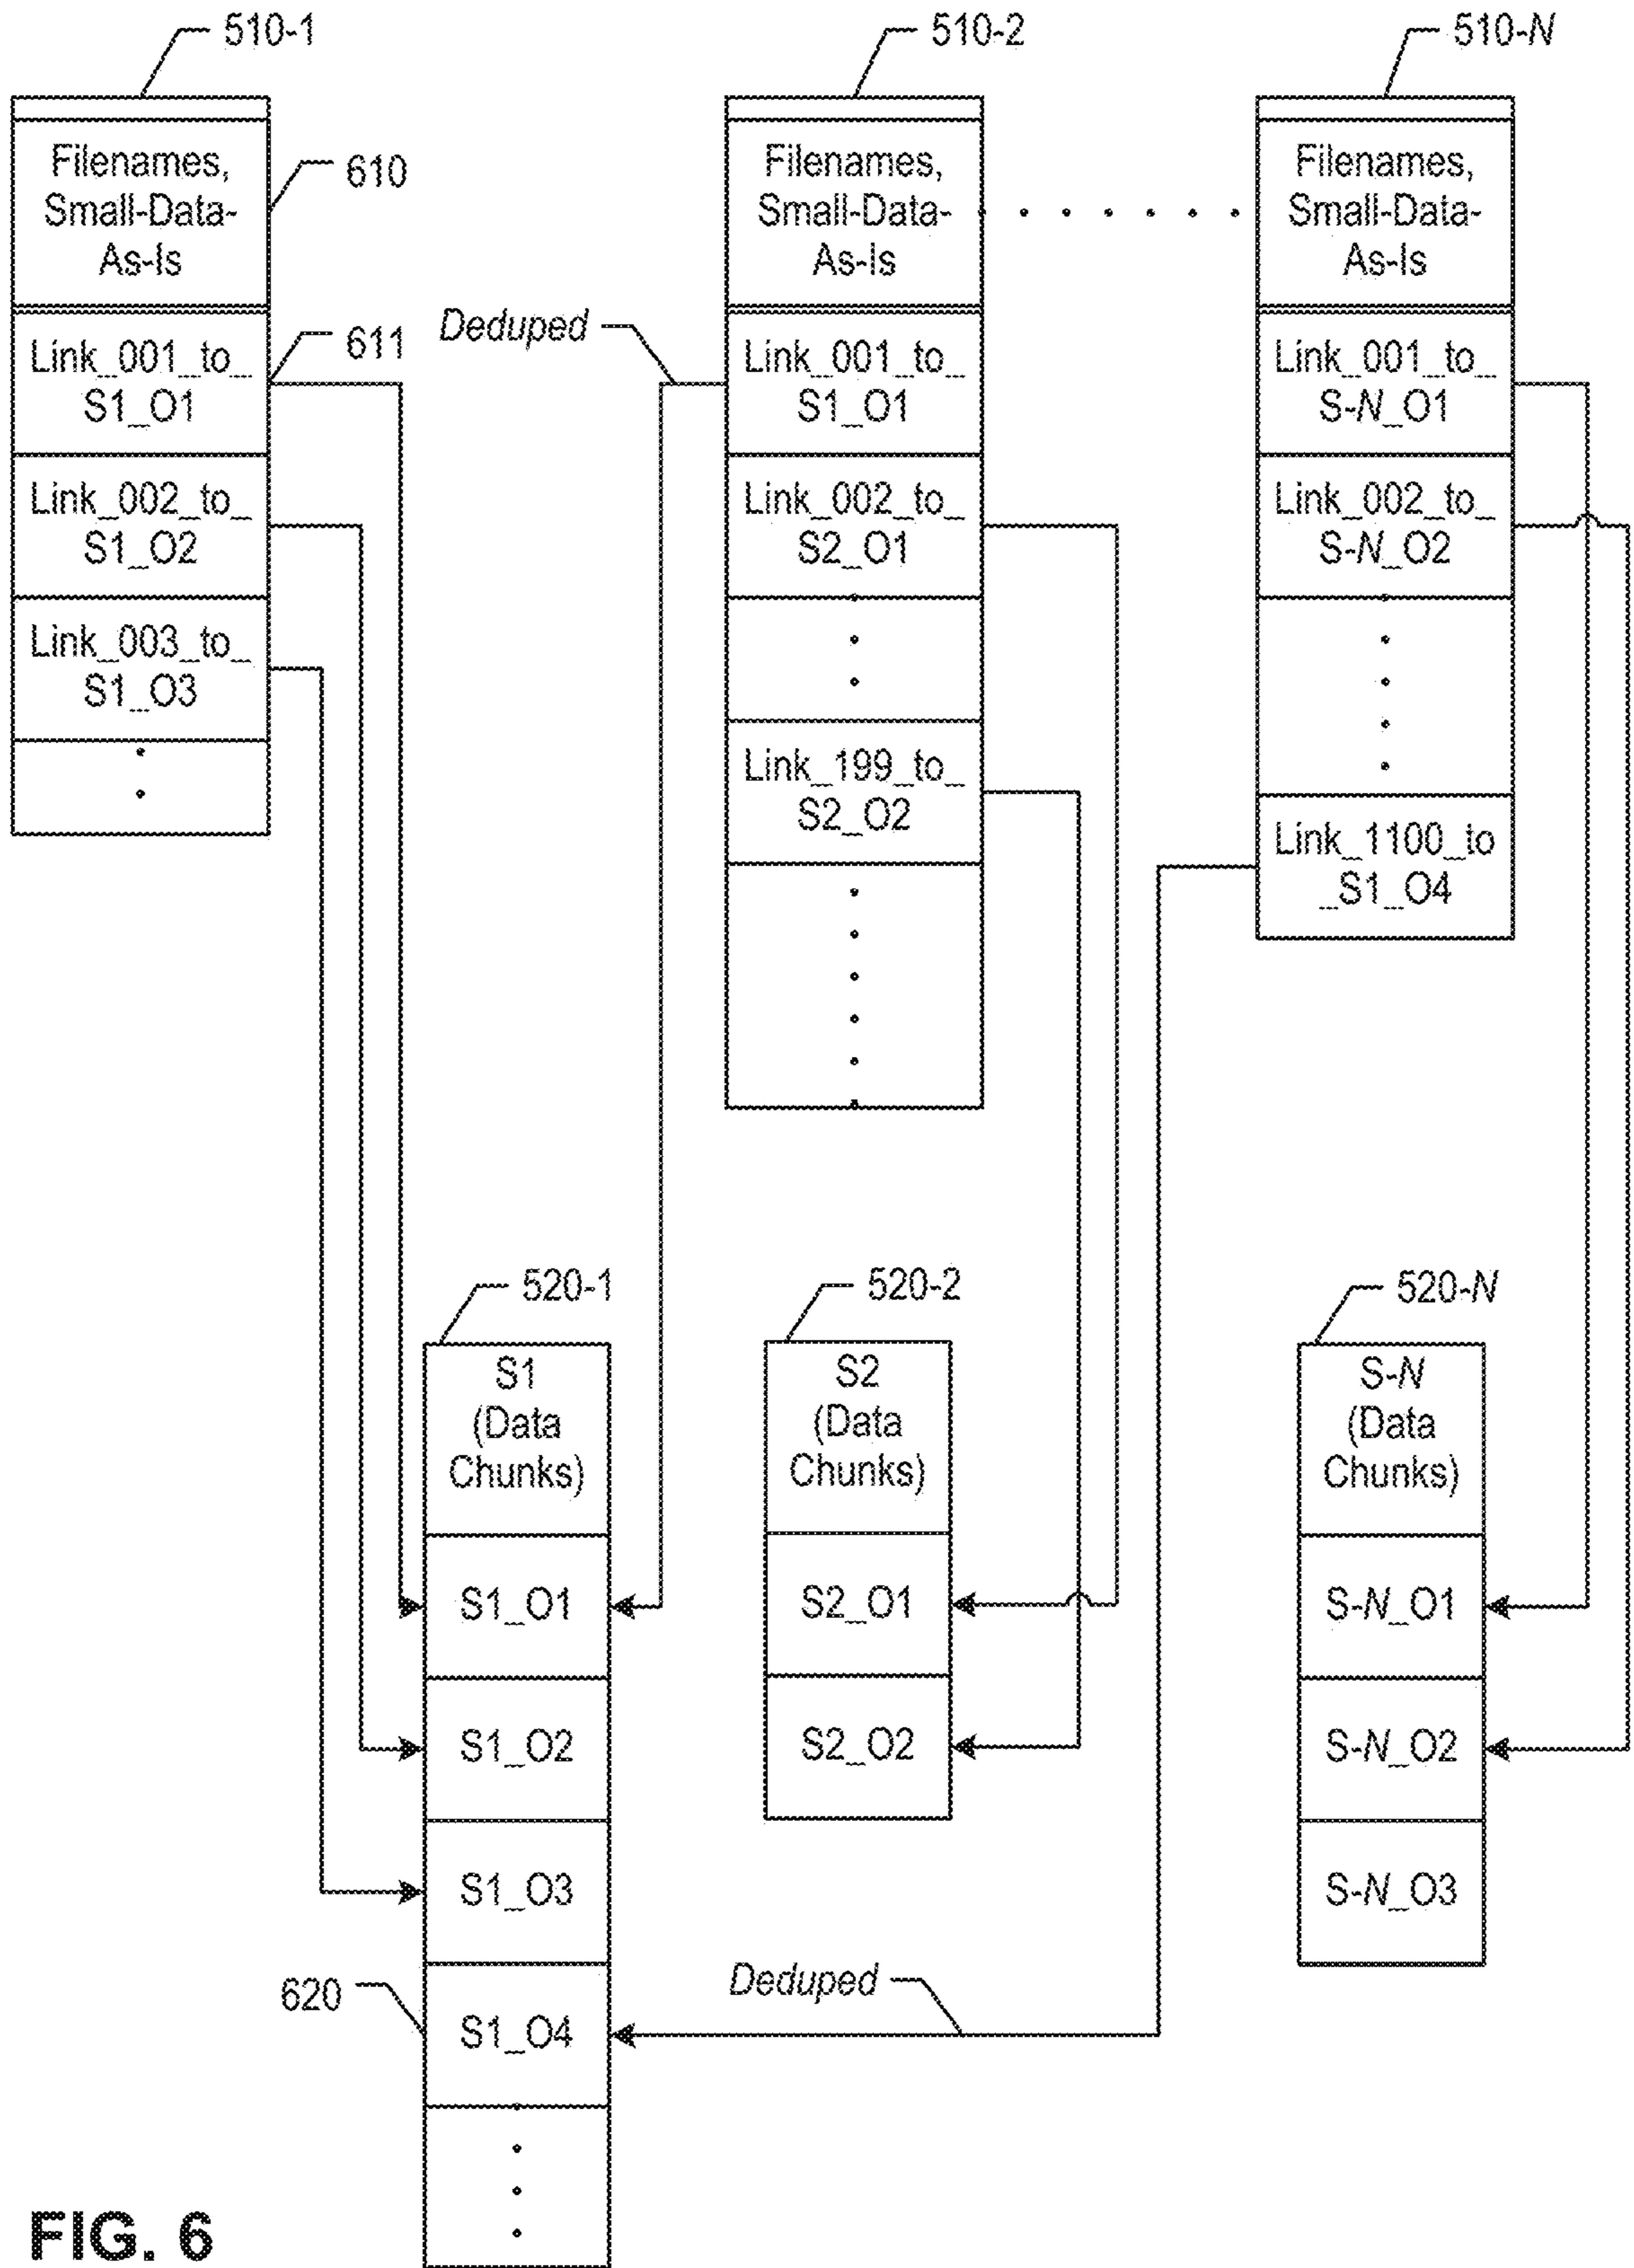 510-1
510-2
510-N
Filenames,
Small-Data-
As-Is
610
Filenames,
Small-Data-
As-Is
Filenames,
Small-Data-
As-Is
Deduped
Link_001_to_
S1_O1
611
Link_002_to_
S1_O2
Link_003_to_
S1_O3
Link_001_to_
S1_O1
Link_002_to_
S2_O1
Link_199_to_
S2_O2
Link_001_to_
S-N_O1
Link_002_to_
S-N_O2
Link_1100_to
_S1_O4
520-1
S1
(Data
Chunks)
S1_O1
S1_O2
S1_O3
620
S1_O4
520-2
S2
(Data
Chunks)
S2_O1
S2_O2
Deduped
520-N
S-N
(Data
Chunks)
S-N_O1
S-N_O2
S-N_O3
FIG. 6